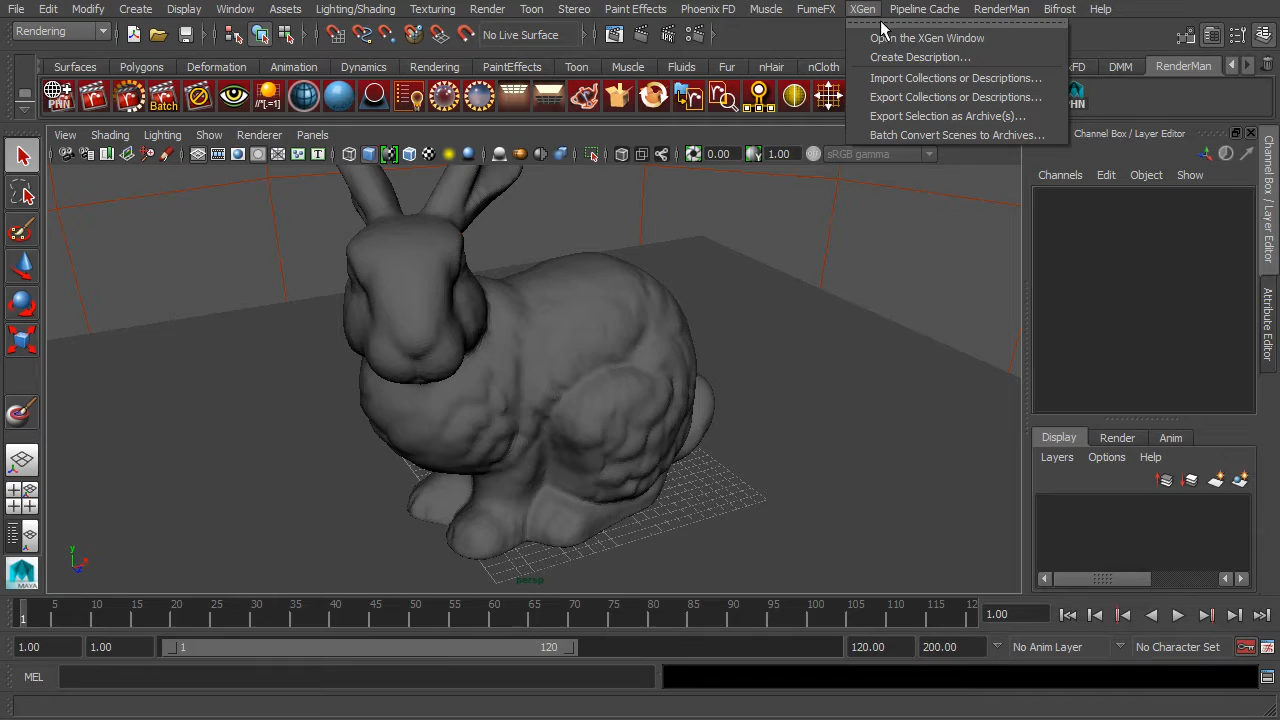 File Edit Modify Create Display Window Assets Lighting/Shading Texturing Render Toon Stereo Paint Effects Phoenix FD Muscle FumeFX XGen Pipeline Cache RenderMan Bifrost Help
Rendering No Live Surface
Open the XGen Window
Create Description...
Import Collections or Descriptions...
Export Collections or Descriptions...
Export Selection as Archive(s)...
Batch Convert Scenes to Archives...
Surfaces Polygons Deformation Animation Dynamics Rendering PaintEffects Toon Muscle Fluids Fur nHair nCloth DMM RenderMan
View Shading Lighting Show Renderer Panels
Channel Box / Layer Editor
0.00 1.00 sRGB gamma
Channels Edit Object Show
ChannelBox / Layer Editor
Attribute Editor
Display Render Anim
Layers Options Help
y
persp
MAYA
1 5 10 15 20 25 30 35 40 45 50 55 60 65 70 75 80 85 90 95 100 105 110 115 12
1.00
1.00 1.00 1 120 120.00 200.00 No Anim Layer No Character Set
MEL